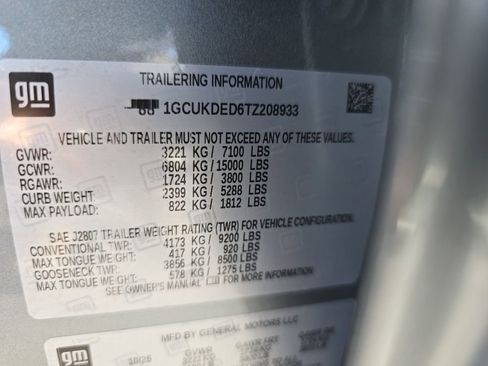 gm
TRAILERING INFORMATION
1GCUKDED6TZ208933
VEHICLE AND TRAILER MUST NOT EXCEED ANY OF THESE VALUES.
GVWR: 3221 KG / 7100 LBS
GCWR: 6804 KG / 15000 LBS
RGAWR: 1724 KG / 3800 LBS
CURB WEIGHT: 2399 KG / 5288 LBS
MAX PAYLOAD: 822 KG / 1812 LBS
SAE J2807 TRAILER WEIGHT RATING (TWR) FOR VEHICLE CONFIGURATION.
CONVENTIONAL TWR: 4173 KG / 9200 LBS
MAX TONGUE WEIGHT: 417 KG / 920 LBS
GOOSENECK TWR: 3856 KG / 8500 LBS
MAX TONGUE WEIGHT: 578 KG / 1275 LBS
SEE OWNER'S MANUAL FOR MORE INFORMATION
gm
MFD BY GENERAL MOTORS LLC
10/25 GVWR